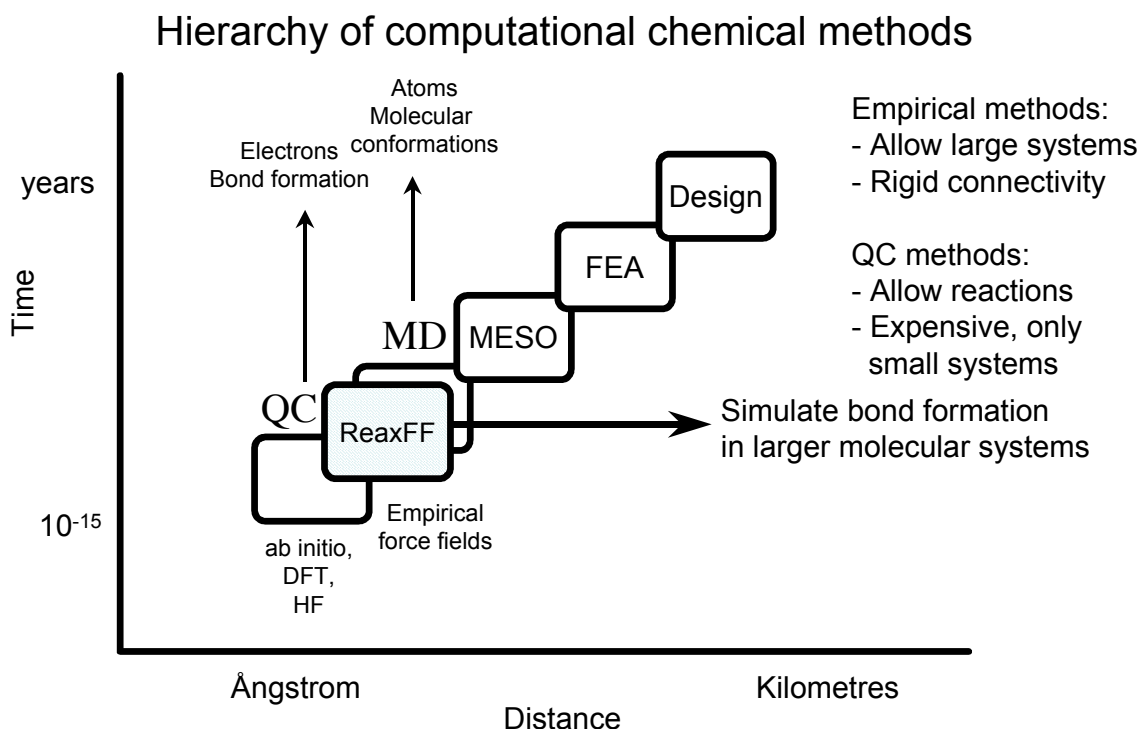 Hierarchy of computational chemical methods
Atoms
Molecular
conformations
Electrons
Bond formation
years
Time
10⁻¹⁵
Design
FEA
MESO
MD
QC
ReaxFF
Empirical
force fields
ab initio,
DFT,
HF
Empirical methods:
- Allow large systems
- Rigid connectivity
QC methods:
- Allow reactions
- Expensive, only
small systems
Simulate bond formation
in larger molecular systems
Ångstrom
Kilometres
Distance